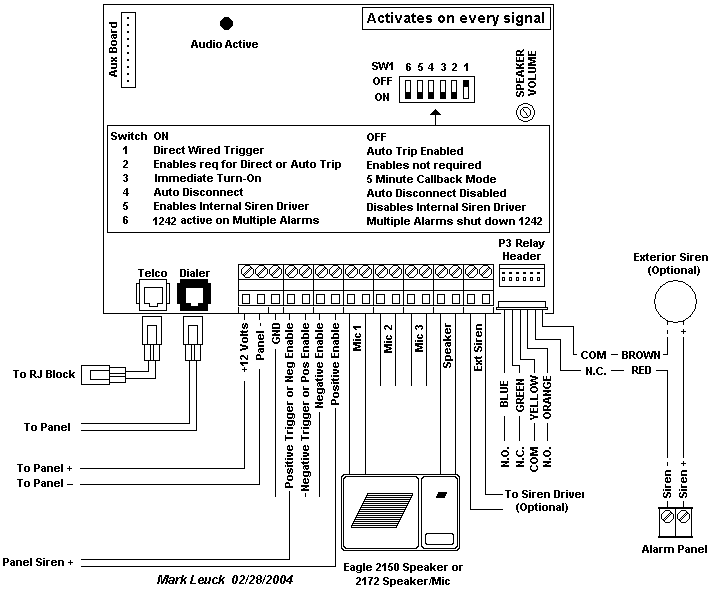 Activates on every signal
Aux Board
Audio Active
SW1 6 5 4 3 2 1
OFF
ON
SPEAKER
VOLUME
Switch ON OFF
1 Direct Wired Trigger Auto Trip Enabled
2 Enables req for Direct or Auto Trip Enables not required
3 Immediate Turn-On 5 Minute Callback Mode
4 Auto Disconnect Auto Disconnect Disabled
5 Enables Internal Siren Driver Disables Internal Siren Driver
6 1242 active on Multiple Alarms Multiple Alarms shut down 1242
P3 Relay
Header
Telco Dialer
Exterior Siren
(Optional)
- +
+12 Volts
Panel -
GND
Positive Trigger or Neg Enable
-Negative Trigger or Pos Enable
Negative Enable
Positive Enable
Mic 1
Mic 2
Mic 3
Speaker
Ext Siren
COM BROWN
N.C. RED
N.O. BLUE
N.C. GREEN
COM YELLOW
N.O. ORANGE
To RJ Block
To Panel
To Panel +
To Panel –
Panel Siren +
To Siren Driver
(Optional)
Siren -
Siren +
Alarm Panel
Eagle 2150 Speaker or
2172 Speaker/Mic
Mark Leuck 02/28/2004